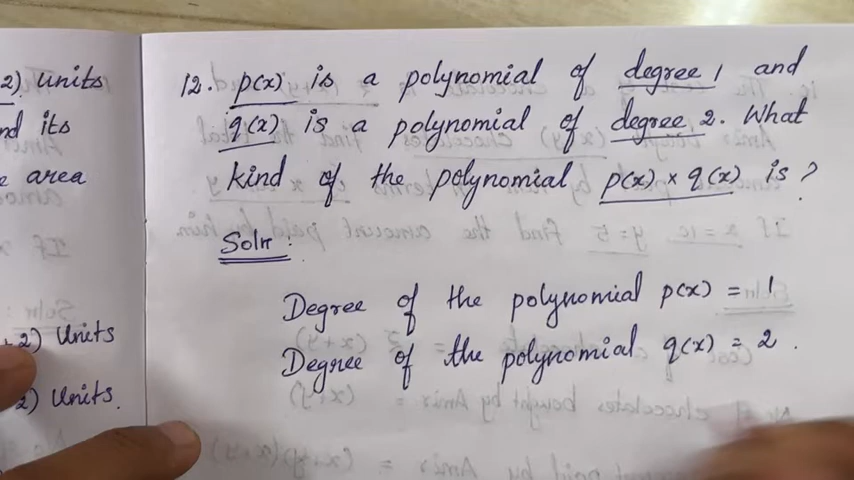 2) units
nd its
e area
+2) Units
2) Units.
12. p(x) is a polynomial of degree 1 and
q(x) is a polynomial of degree 2. What
kind of the polynomial p(x) × q(x) is?
Soln:
Degree of the polynomial p(x) = 1
Degree of the polynomial q(x) = 2.